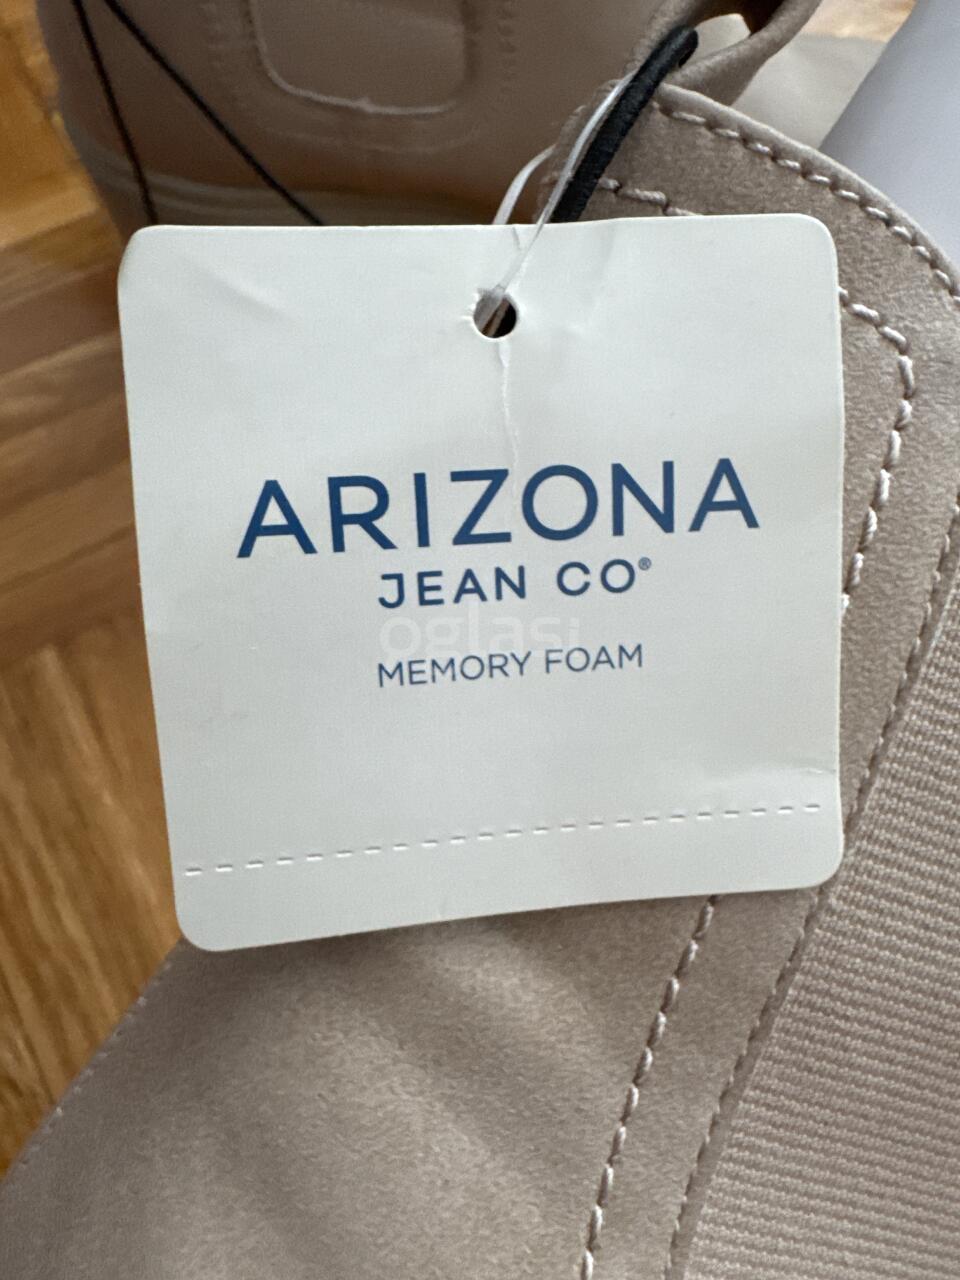 ARIZONA
JEAN CO®
oglasi
MEMORY FOAM